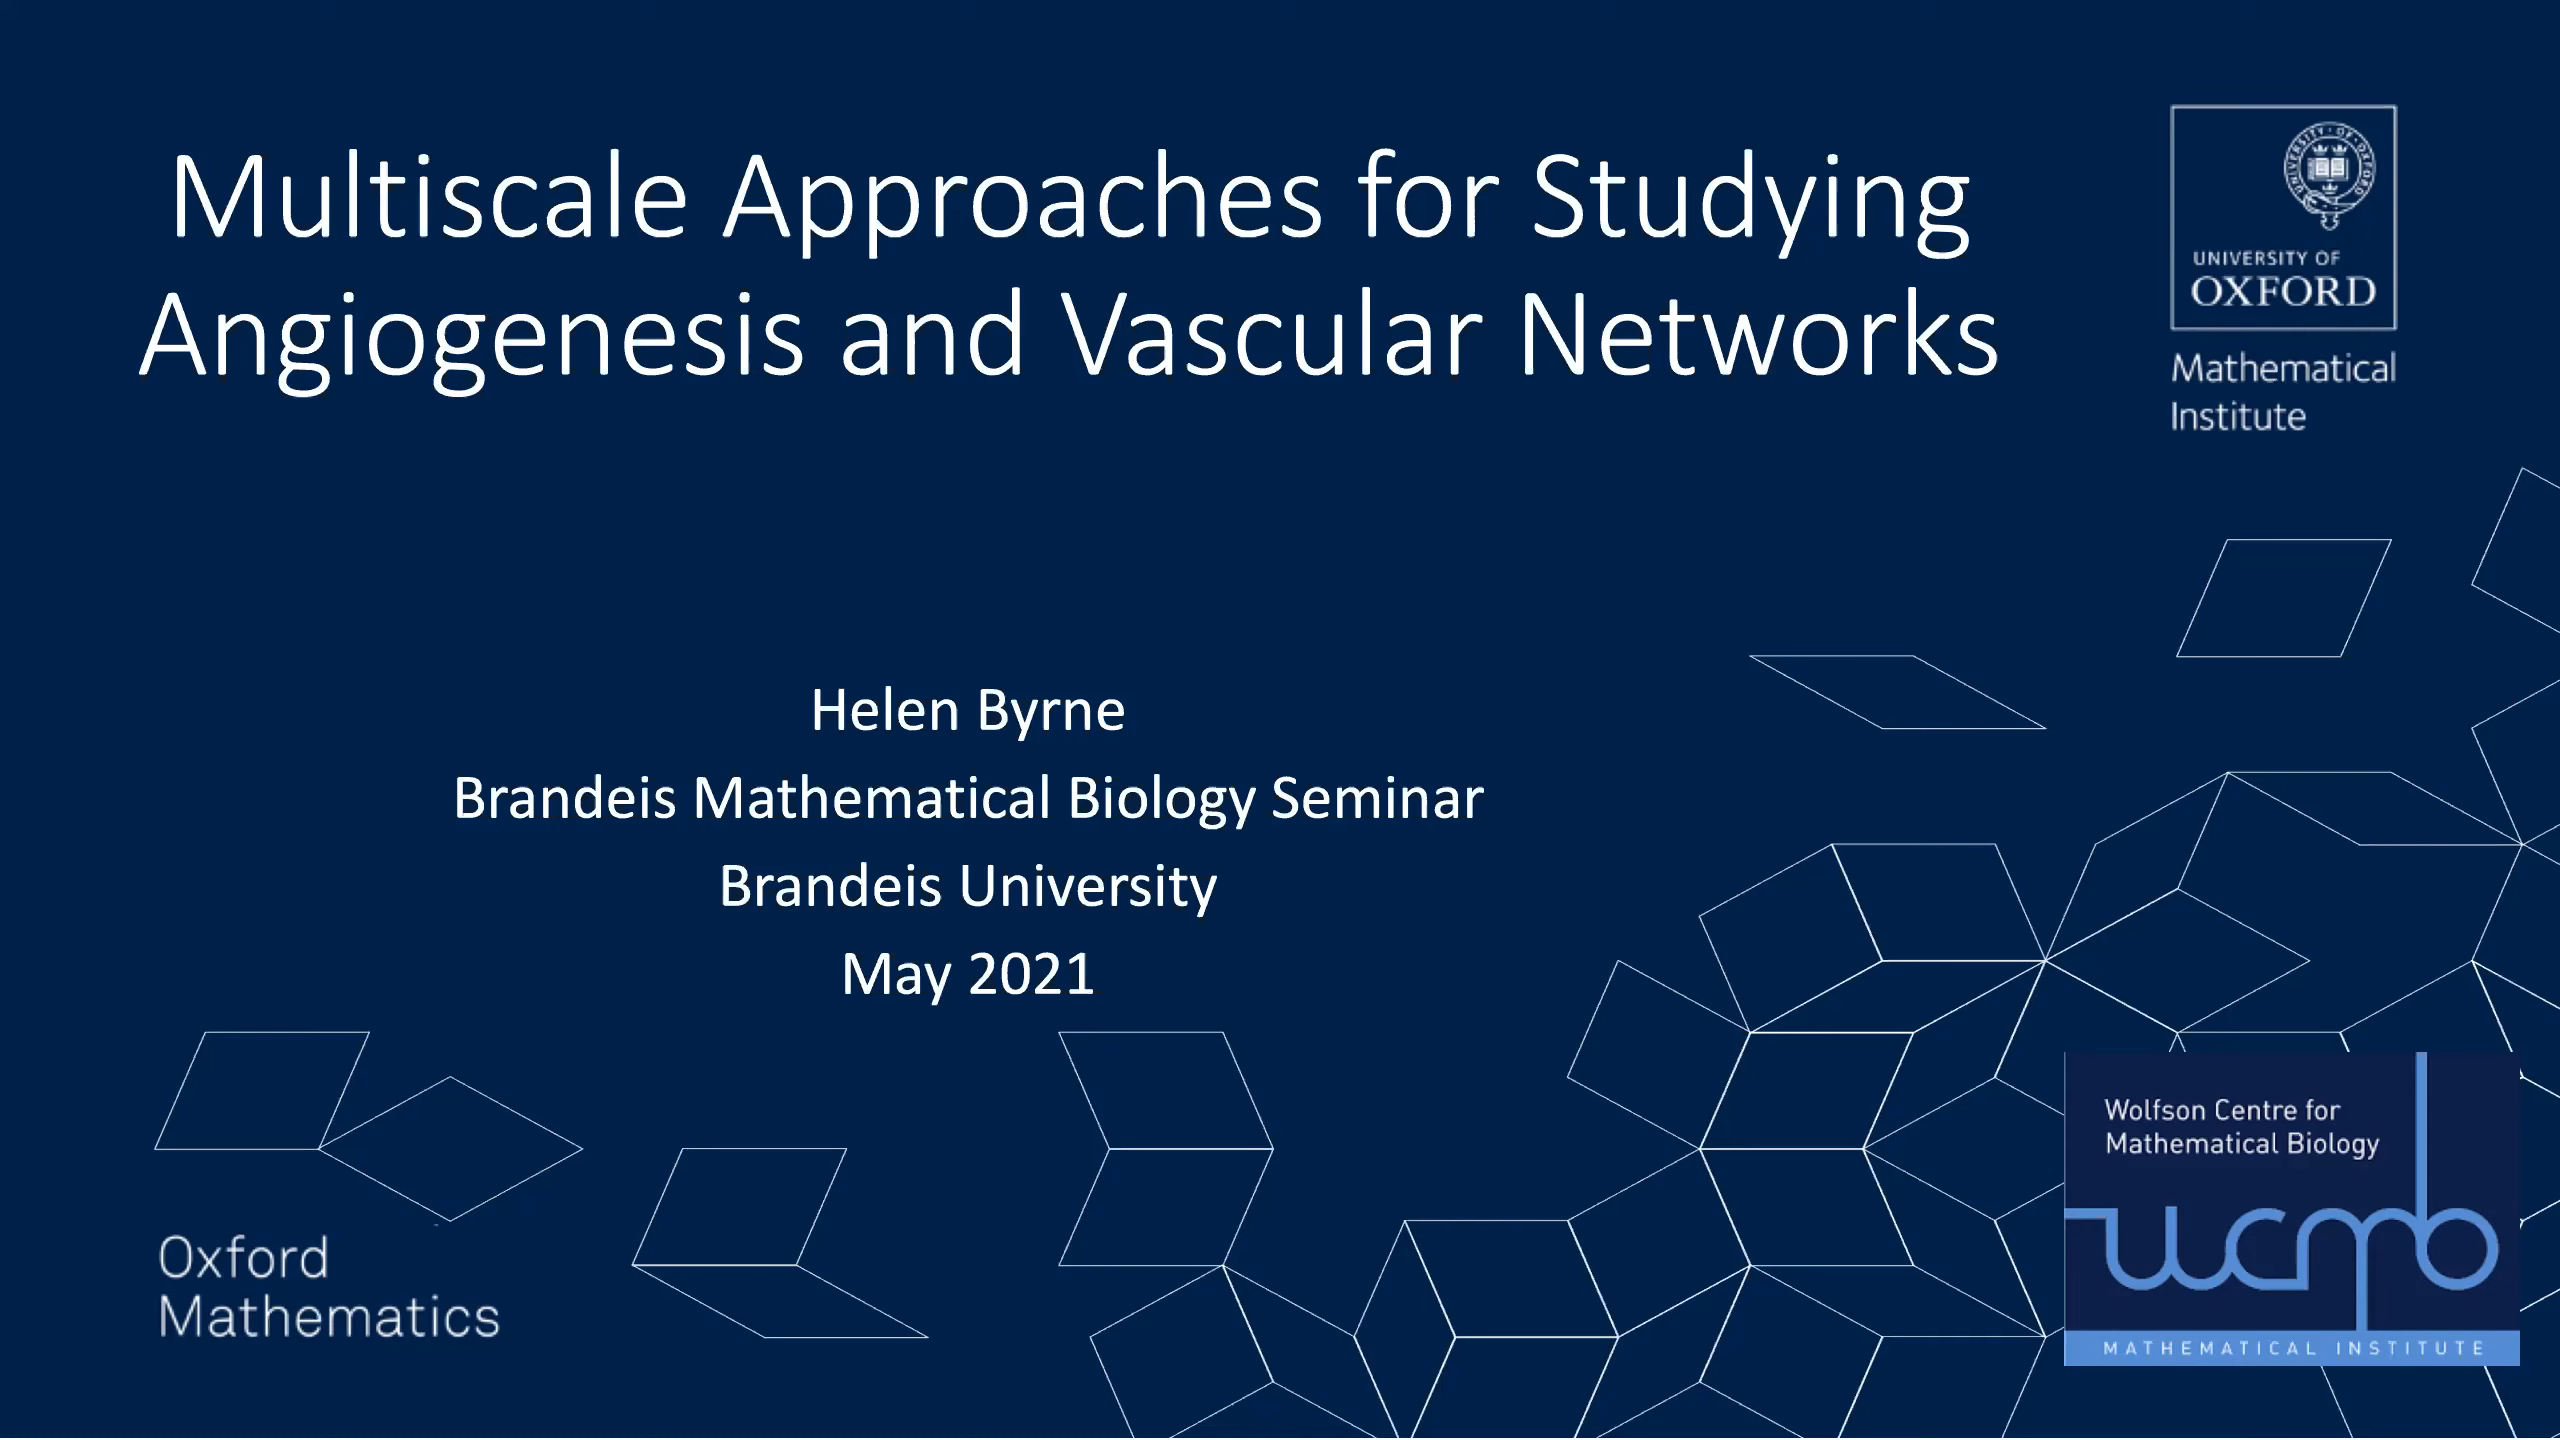 Multiscale Approaches for Studying
Angiogenesis and Vascular Networks
UNIVERSITY OF
OXFORD
Mathematical
Institute
Helen Byrne
Brandeis Mathematical Biology Seminar
Brandeis University
May 2021
Oxford
Mathematics
Wolfson Centre for
Mathematical Biology
wcmb
MATHEMATICAL INSTITUTE